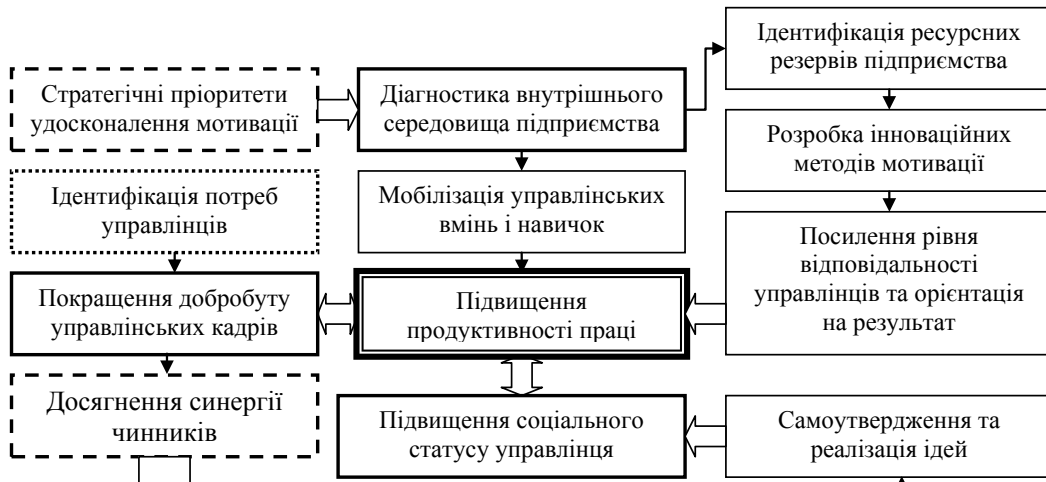 Ідентифікація ресурсних
резервів підприємства
Стратегічні пріоритети
удосконалення мотивації
Діагностика внутрішнього
середовища підприємства
Розробка інноваційних
методів мотивації
Ідентифікація потреб
управлінців
Мобілізація управлінських
вмінь і навичок
Посилення рівня
відповідальності
управлінців та орієнтація
на результат
Покращення добробуту
управлінських кадрів
Підвищення
продуктивності праці
Досягнення синергії
чинників
Підвищення соціального
статусу управлінця
Самоутвердження та
реалізація ідей